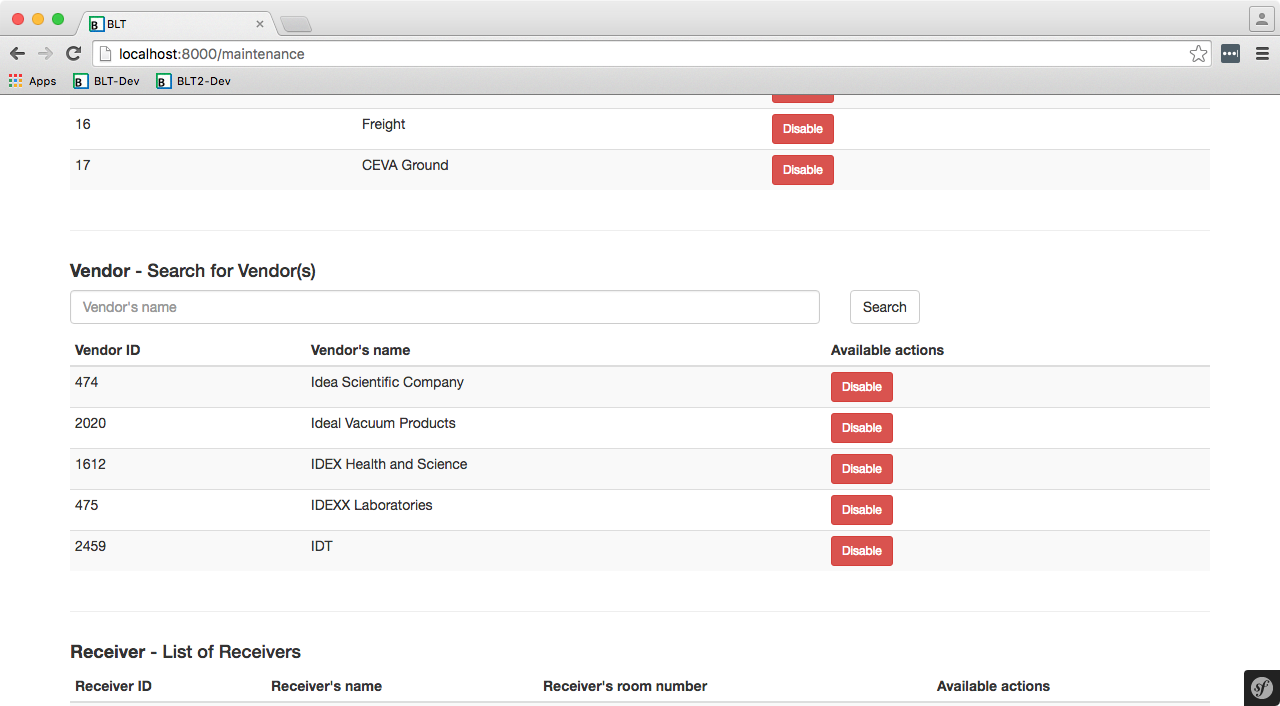 B BLT
localhost:8000/maintenance
Apps B BLT-Dev B BLT2-Dev
16 Freight Disable
17 CEVA Ground Disable
Vendor - Search for Vendor(s)
Vendor's name Search
Vendor ID Vendor's name Available actions
474 Idea Scientific Company Disable
2020 Ideal Vacuum Products Disable
1612 IDEX Health and Science Disable
475 IDEXX Laboratories Disable
2459 IDT Disable
Receiver - List of Receivers
Receiver ID Receiver's name Receiver's room number Available actions
sf